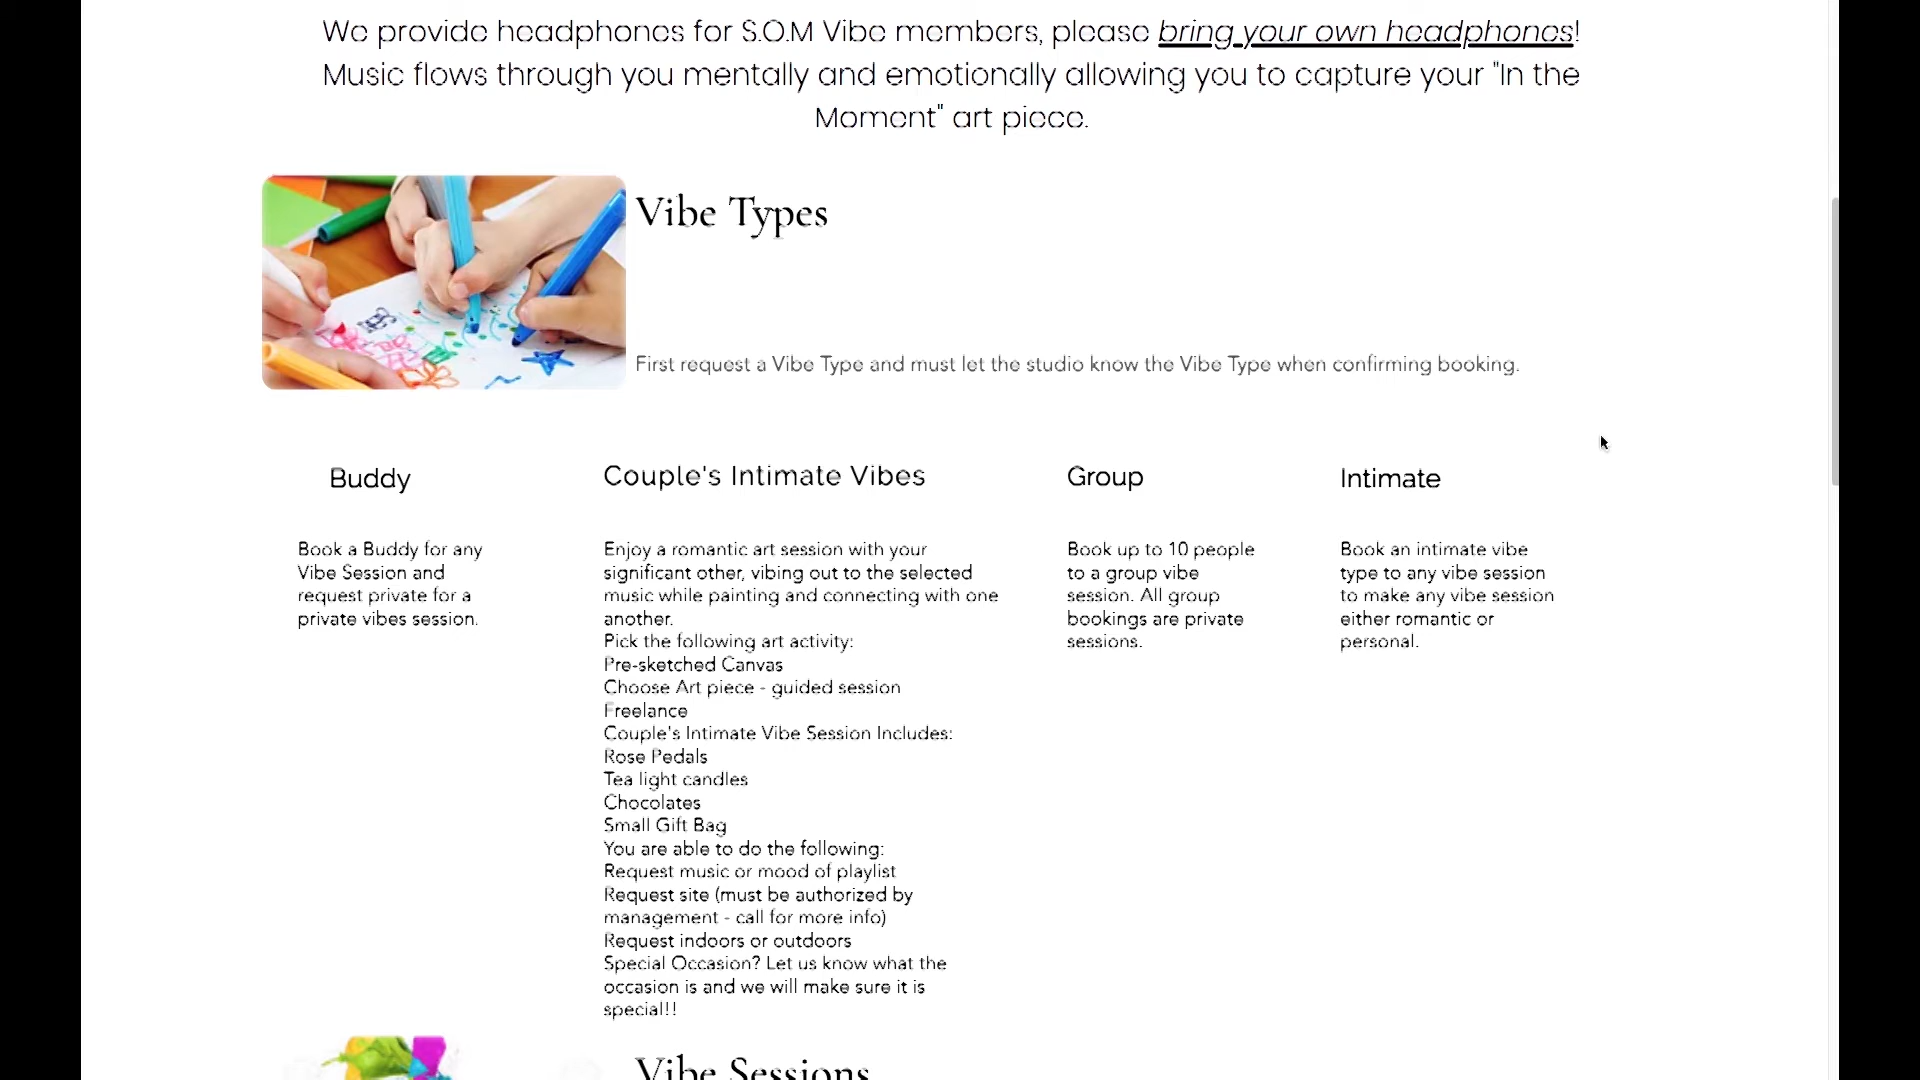 We provide headphones for S.O.M Vibe members, please bring your own headphones!
Music flows through you mentally and emotionally allowing you to capture your "In the
Moment" art piece.
Vibe Types
First request a Vibe Type and must let the studio know the Vibe Type when confirming booking.
Buddy
Book a Buddy for any
Vibe Session and
request private for a
private vibes session.
Couple's Intimate Vibes
Enjoy a romantic art session with your
significant other, vibing out to the selected
music while painting and connecting with one
another.
Pick the following art activity:
Pre-sketched Canvas
Choose Art piece - guided session
Freelance
Couple's Intimate Vibe Session Includes:
Rose Pedals
Tea light candles
Chocolates
Small Gift Bag
You are able to do the following:
Request music or mood of playlist
Request site (must be authorized by
management - call for more info)
Request indoors or outdoors
Special Occasion? Let us know what the
occasion is and we will make sure it is
special!!
Group
Book up to 10 people
to a group vibe
session. All group
bookings are private
sessions.
Intimate
Book an intimate vibe
type to any vibe session
to make any vibe session
either romantic or
personal.
Vibe Sessions